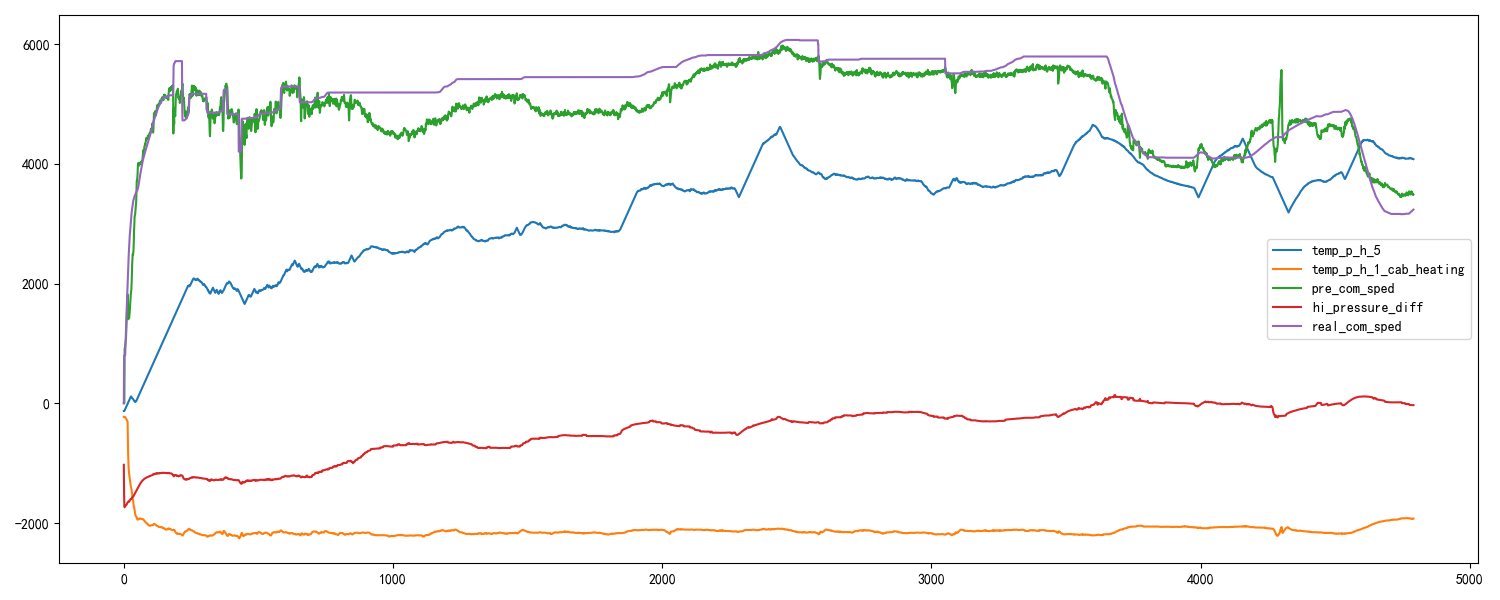 6000
4000
2000
0
−2000
0
1000
2000
3000
4000
5000
temp_p_h_5
temp_p_h_1_cab_heating
pre_com_sped
hi_pressure_diff
real_com_sped